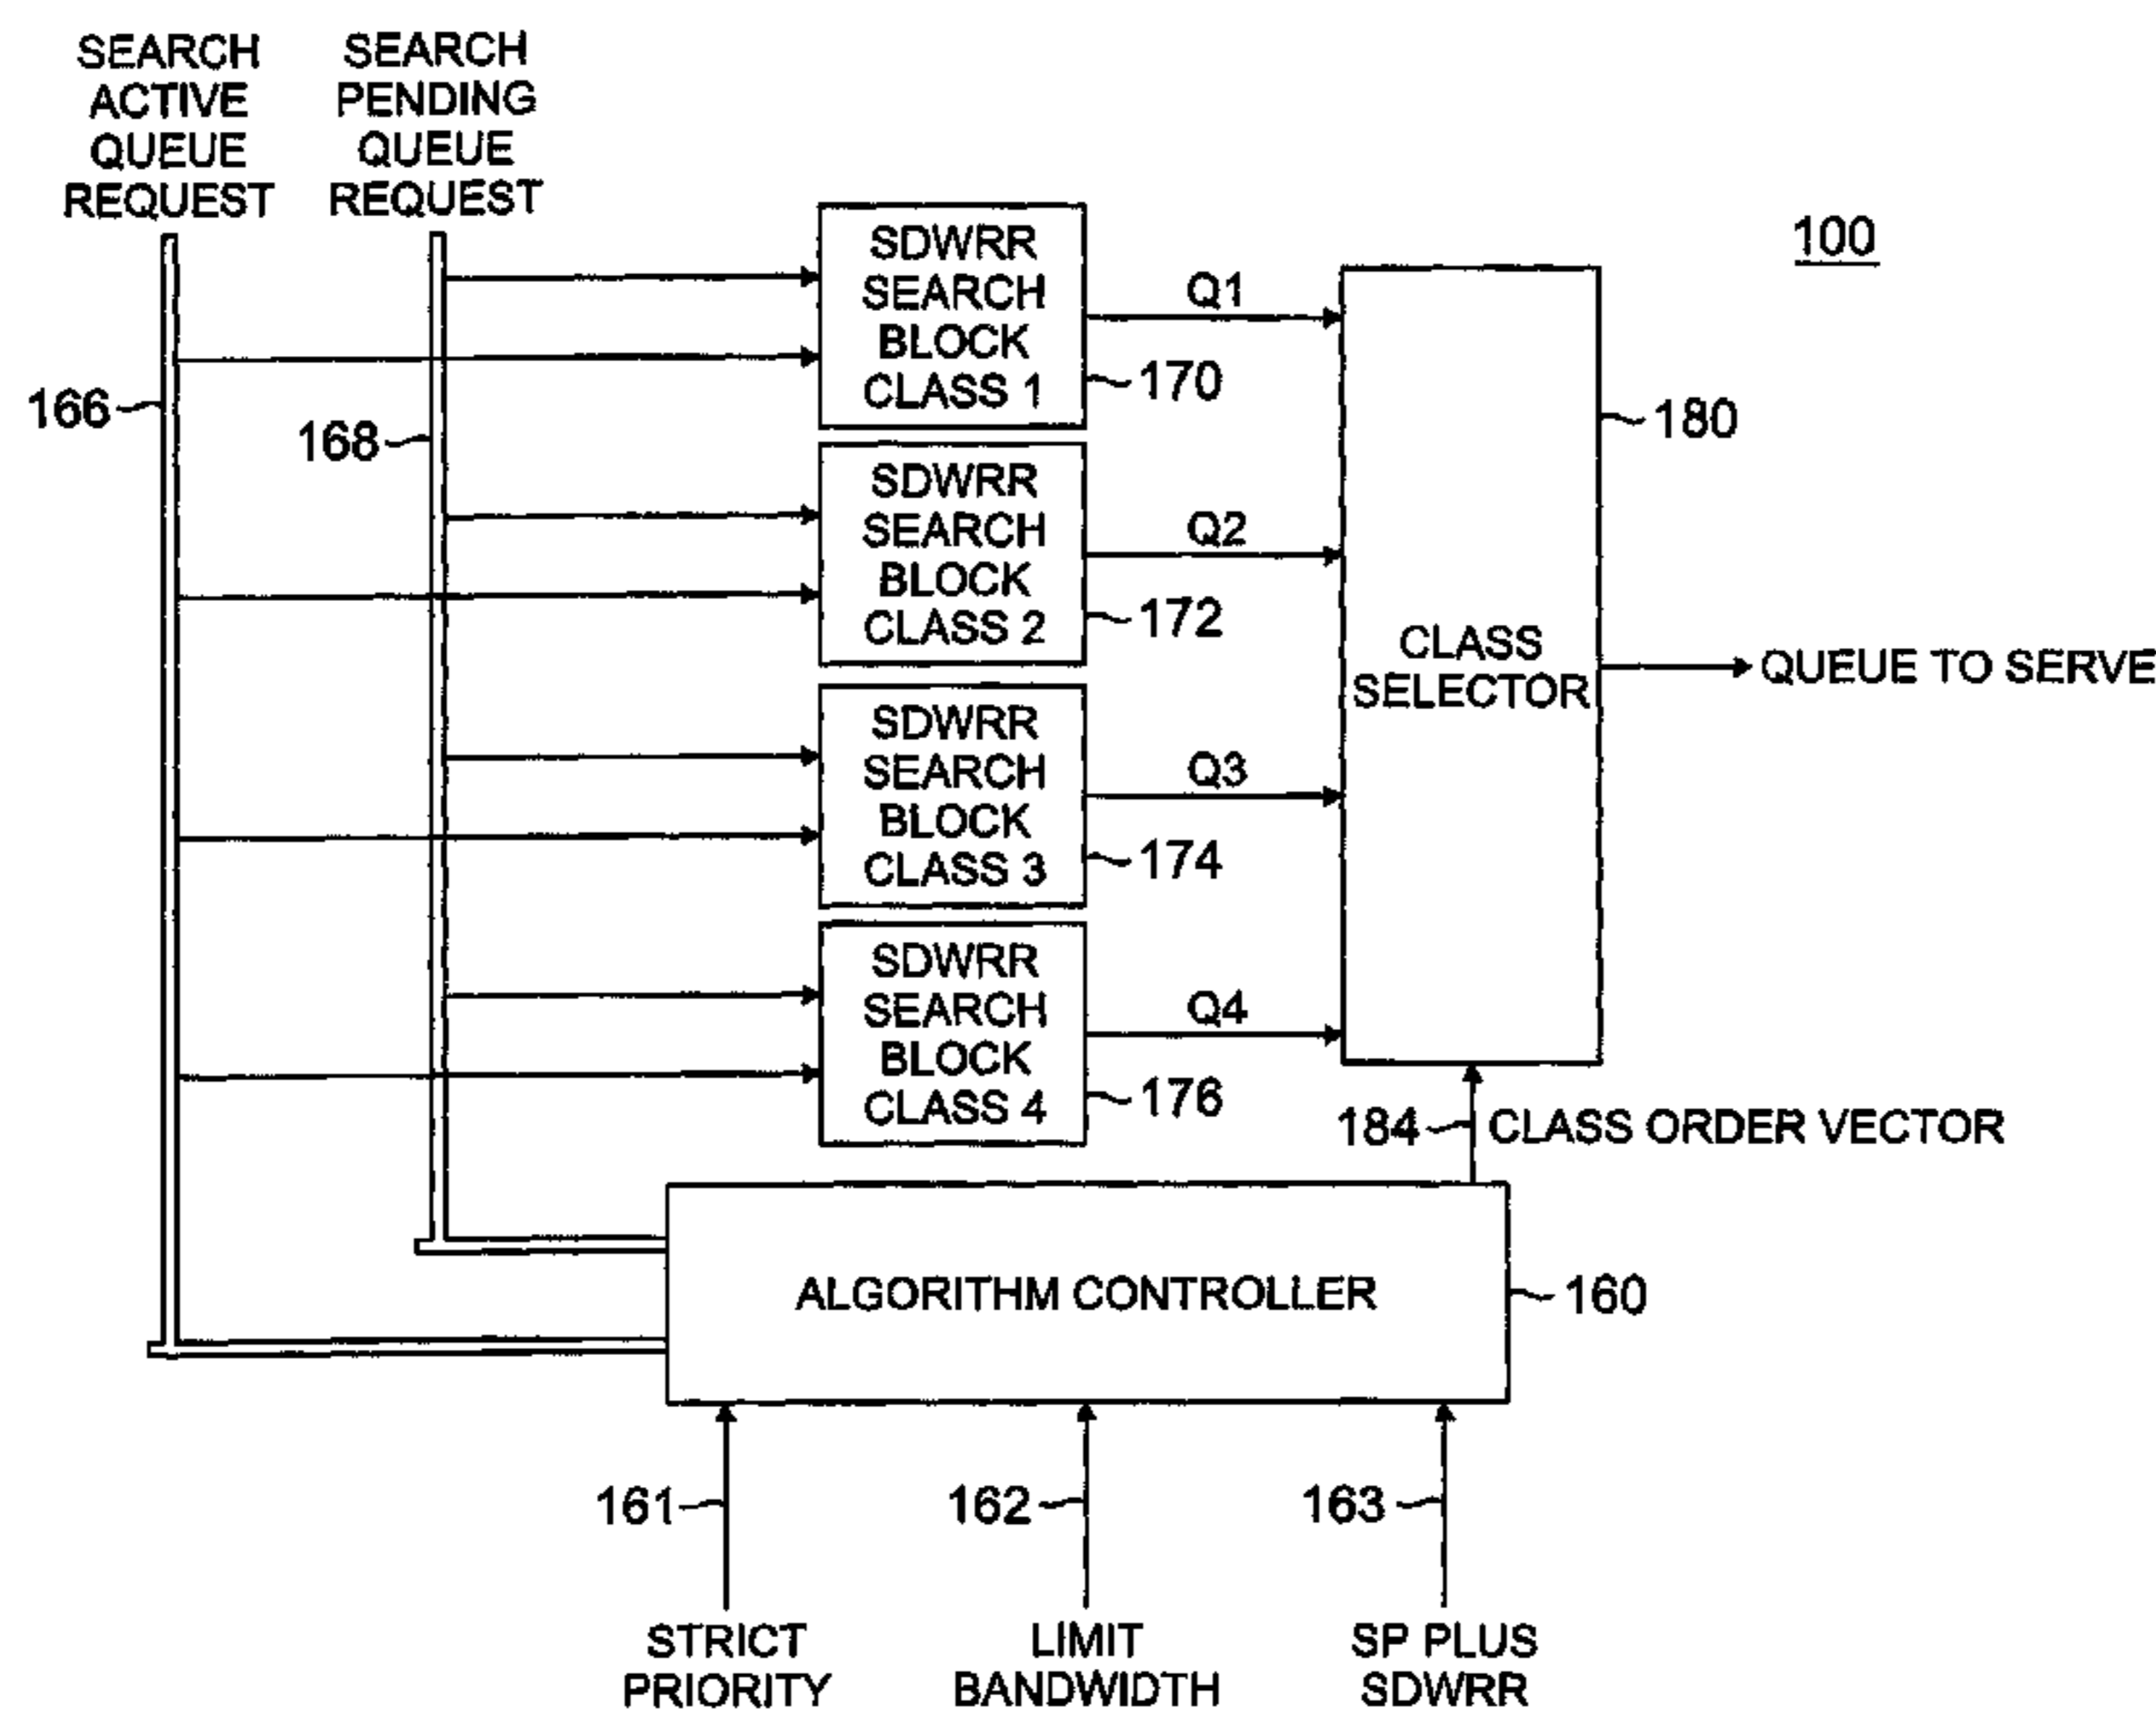 SEARCH
ACTIVE
QUEUE
REQUEST
SEARCH
PENDING
QUEUE
REQUEST
100
166
168
SDWRR
SEARCH
BLOCK
CLASS 1
Q1
170
SDWRR
SEARCH
BLOCK
CLASS 2
Q2
172
SDWRR
SEARCH
BLOCK
CLASS 3
Q3
174
SDWRR
SEARCH
BLOCK
CLASS 4
Q4
176
CLASS
SELECTOR
180
QUEUE TO SERVE
184
CLASS ORDER VECTOR
ALGORITHM CONTROLLER
160
161
162
163
STRICT
PRIORITY
LIMIT
BANDWIDTH
SP PLUS
SDWRR